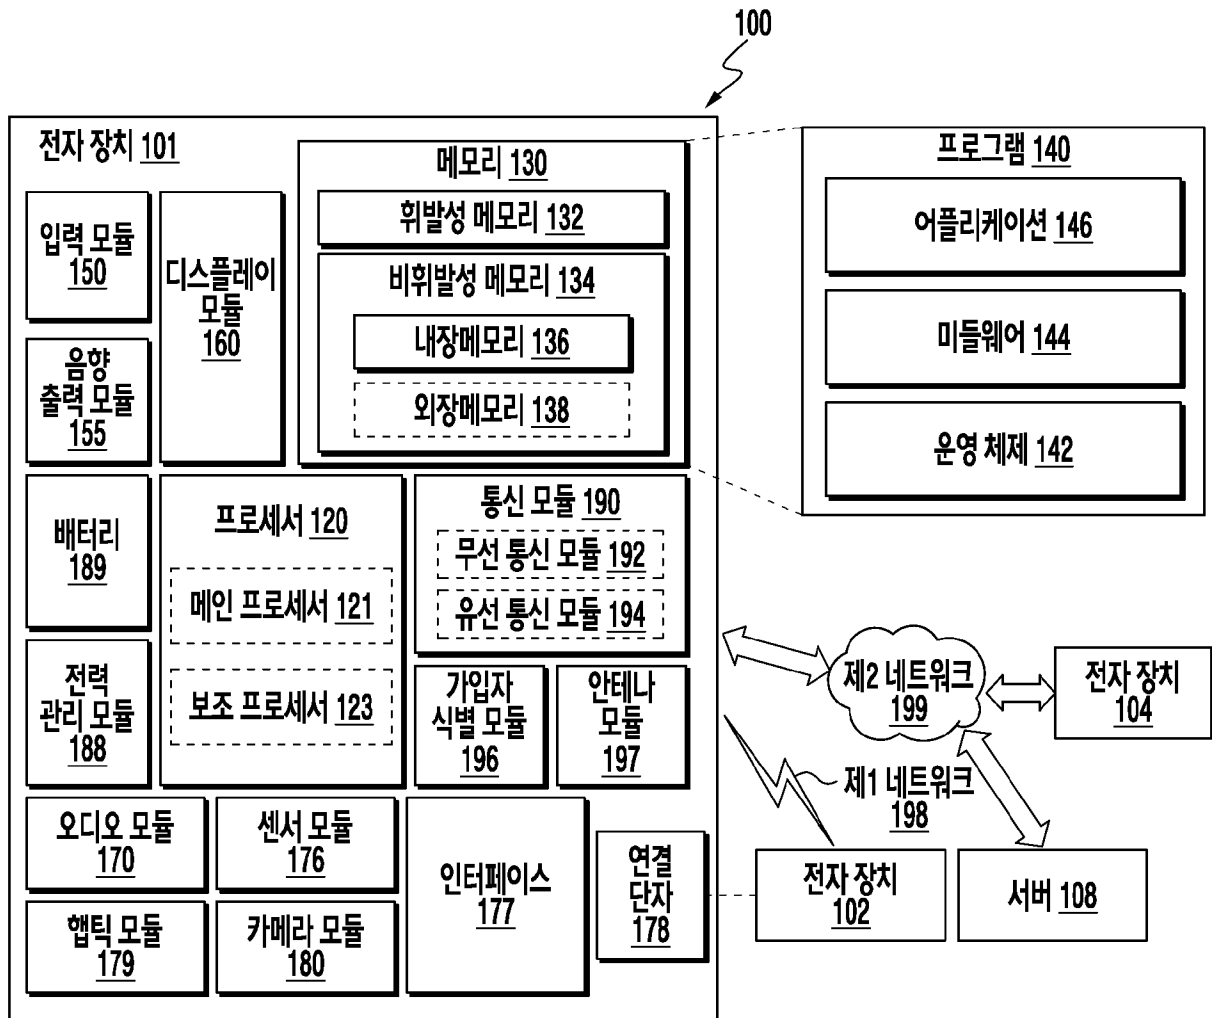 100
전자 장치 101
메모리 130
휘발성 메모리 132
비휘발성 메모리 134
내장메모리 136
외장메모리 138
프로그램 140
어플리케이션 146
미들웨어 144
운영 체제 142
입력 모듈
150
디스플레이
모듈
160
음향
출력 모듈
155
배터리
189
프로세서 120
메인 프로세서 121
보조 프로세서 123
통신 모듈 190
무선 통신 모듈 192
유선 통신 모듈 194
전력
관리 모듈
188
가입자
식별 모듈
196
안테나
모듈
197
제2 네트워크
199
전자 장치
104
제1 네트워크
198
오디오 모듈
170
센서 모듈
176
인터페이스
177
연결
단자
178
전자 장치
102
서버 108
햅틱 모듈
179
카메라 모듈
180